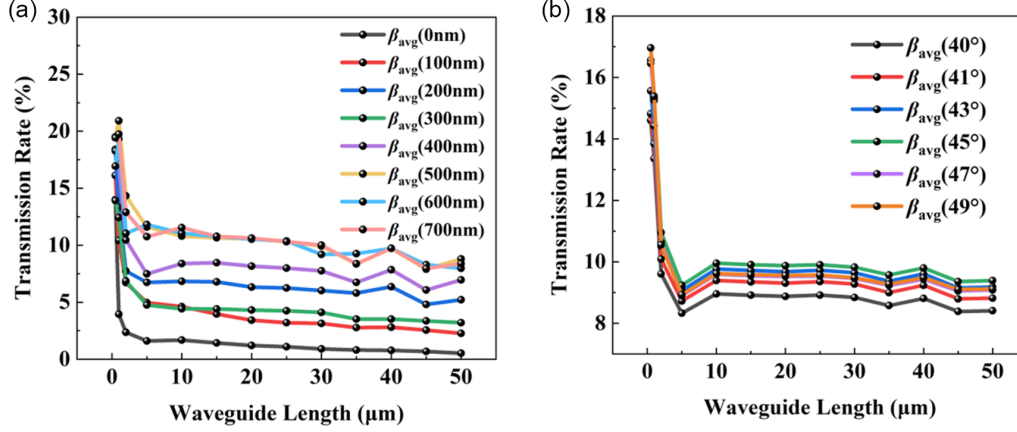 (a)
30
25
20
15
10
5
0
Transmission Rate (%)
0 10 20 30 40 50
Waveguide Length (μm)
βavg(0nm)
βavg(100nm)
βavg(200nm)
βavg(300nm)
βavg(400nm)
βavg(500nm)
βavg(600nm)
βavg(700nm)
(b)
18
16
14
12
10
8
Transmission Rate (%)
0 10 20 30 40 50
Waveguide Length (μm)
βavg(40°)
βavg(41°)
βavg(43°)
βavg(45°)
βavg(47°)
βavg(49°)